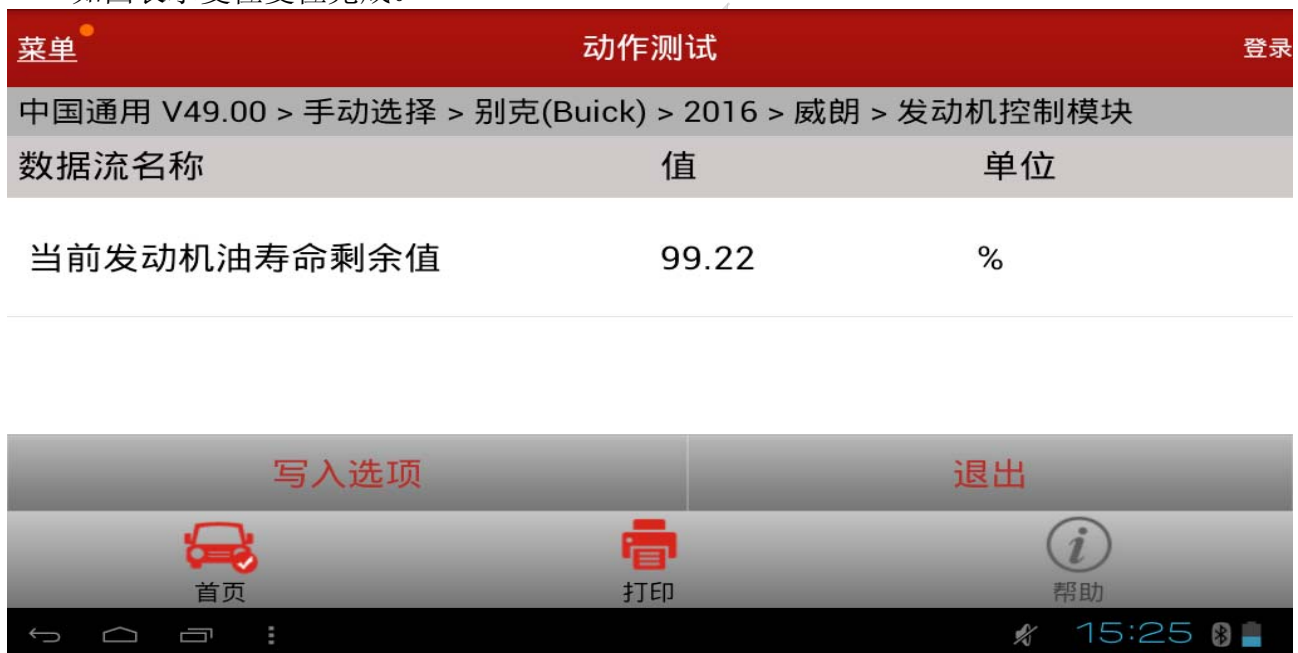 菜单 动作测试 登录
中国通用 V49.00 > 手动选择 > 别克(Buick) > 2016 > 威朗 > 发动机控制模块
数据流名称 值 单位
当前发动机油寿命剩余值 99.22 %
写入选项 退出
首页 打印 帮助
15:25